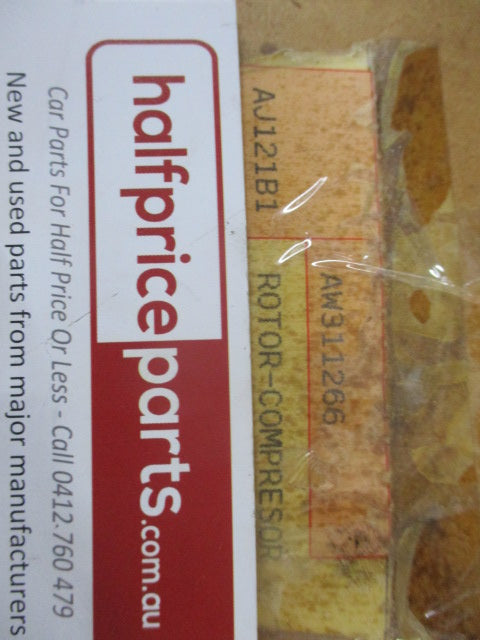 AJ121B1
AW311266
ROTOR-COMPRESOR
halfpriceparts.com.au
Car Parts For Half Price Or Less - Call 0412 760 479
New and used parts from major manufacturers